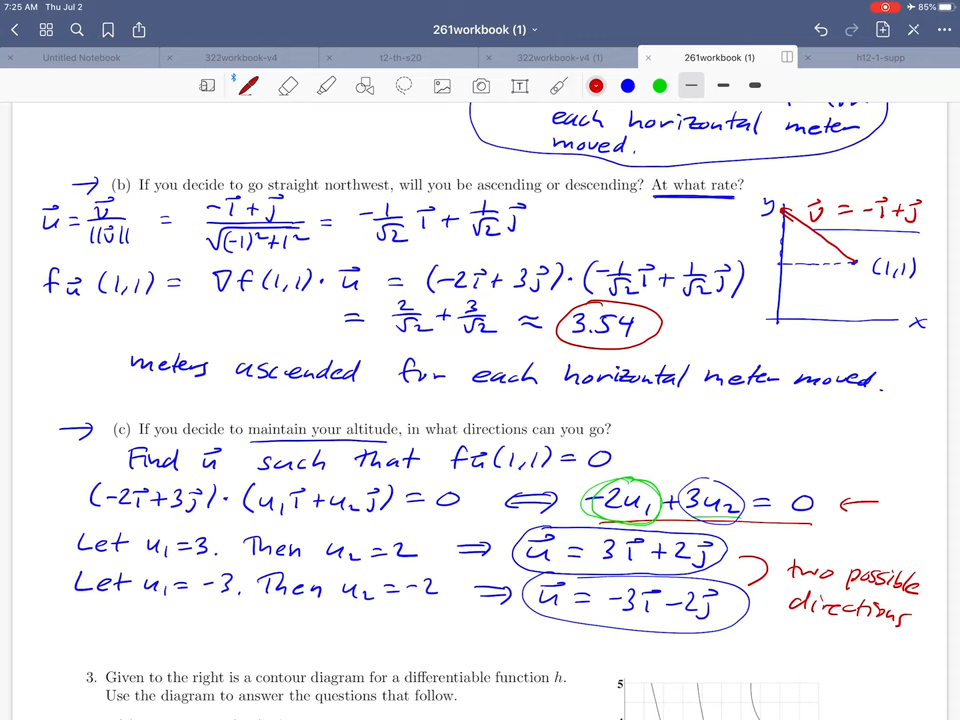 7:25 AM Thu Jul 2
85%
261workbook (1)
Untitled Notebook
322workbook-v4
t2-th-s20
322workbook-v4 (1)
261workbook (1)
h12-1-supp
each horizontal meter
moved.
→ (b) If you decide to go straight northwest, will you be ascending or descending? At what rate?
u⃗ = v⃗/||v⃗|| = (-i⃗ + j⃗)/√((-1)²+1²) = -1/√2 i⃗ + 1/√2 j⃗
y v⃗ = -i⃗ + j⃗
(1,1)
x
f u⃗ (1,1) = ∇f(1,1) · u⃗ = (-2i⃗ + 3j⃗) · (-1/√2 i⃗ + 1/√2 j⃗)
= 2/√2 + 3/√2 ≈ 3.54
meters ascended for each horizontal meter moved.
→ (c) If you decide to maintain your altitude, in what directions can you go?
Find u⃗ such that f u⃗ (1,1) = 0
(-2i⃗ + 3j⃗) · (u₁i⃗ + u₂j⃗) = 0 ⟺ -2u₁ + 3u₂ = 0 ←
Let u₁ = 3. Then u₂ = 2 ⟹ u⃗ = 3i⃗ + 2j⃗
Let u₁ = -3. Then u₂ = -2 ⟹ u⃗ = -3i⃗ - 2j⃗
two possible
directions
3. Given to the right is a contour diagram for a differentiable function h.
Use the diagram to answer the questions that follow.
5